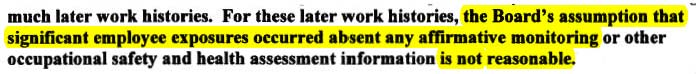 much later work histories.  For these later work histories, the Board's assumption that
significant employee exposures occurred absent any affirmative monitoring or other
occupational safety and health assessment information is not reasonable.